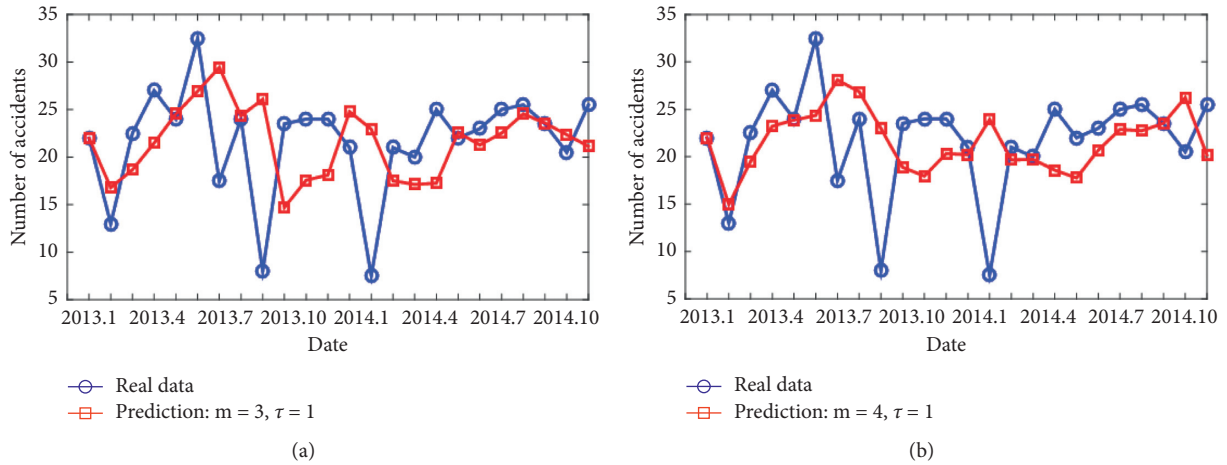 35
30
25
20
15
10
5
Number of accidents
2013.1 2013.4 2013.7 2013.10 2014.1 2014.4 2014.7 2014.10
Date
Real data
Prediction: m = 3, τ = 1
(a)
35
30
25
20
15
10
5
Number of accidents
2013.1 2013.4 2013.7 2013.10 2014.1 2014.4 2014.7 2014.10
Date
Real data
Prediction: m = 4, τ = 1
(b)